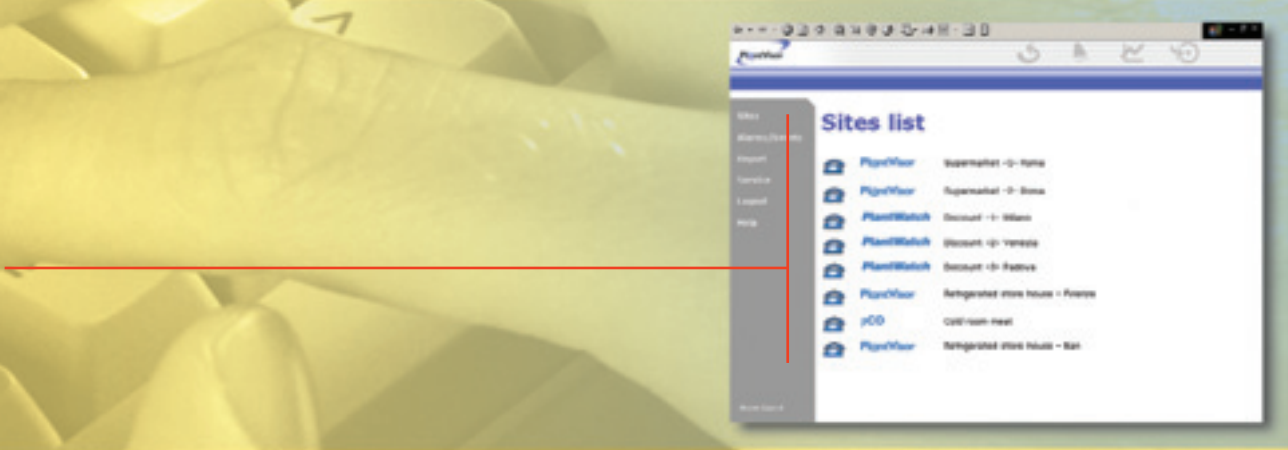 PlantVisor
Sites
Alarms/Events
Report
Service
Logout
Help
Sites list
PlantVisor Supermarket -1- Roma
PlantVisor Supermarket -2- Roma
PlantWatch Discount -1- Milano
PlantWatch Discount -2- Venezia
PlantWatch Discount -3- Padova
PlantVisor Refrigerated store house - Firenze
pCO Cold room meat
PlantVisor Refrigerated store house - Bari